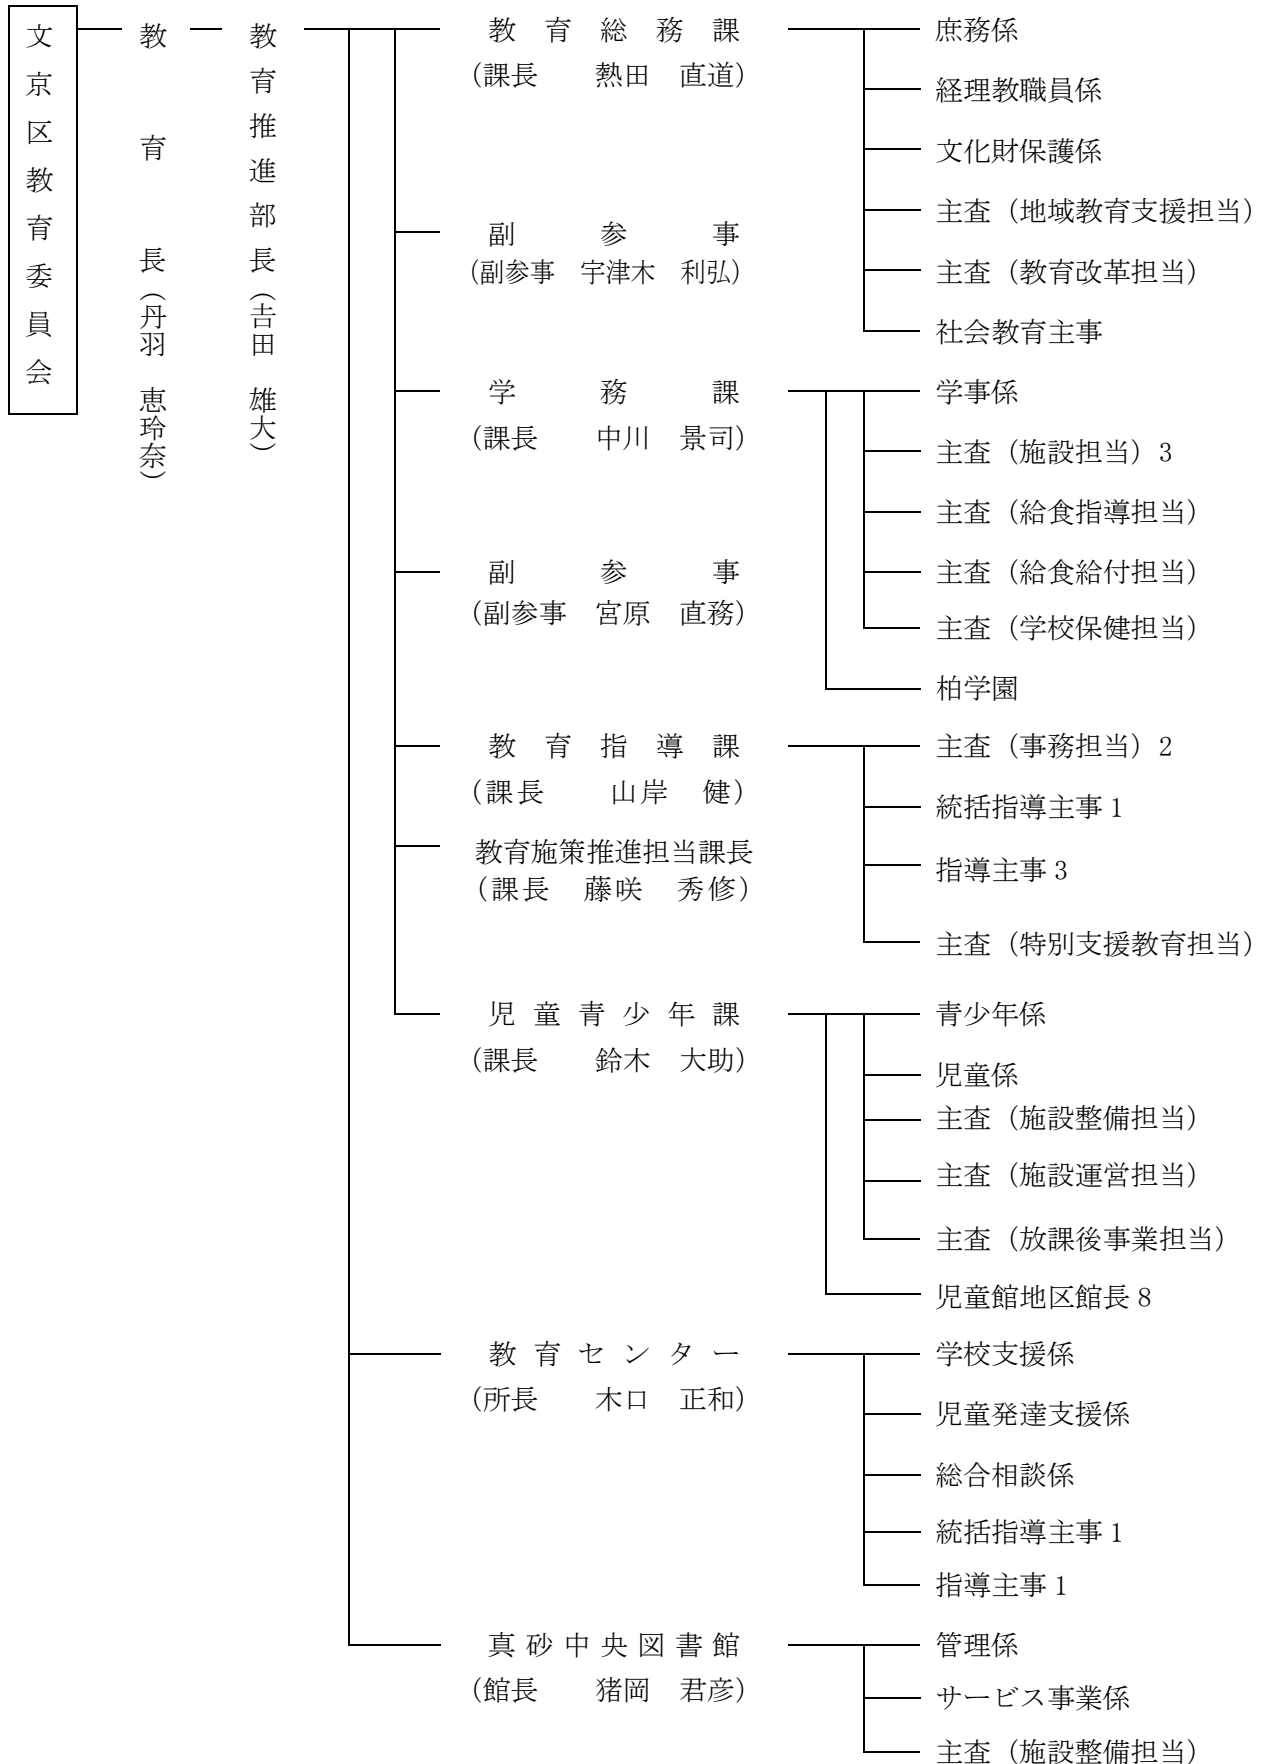 文京区教育委員会
教育長（丹羽　恵玲奈）
教育推進部長（吉田　雄大）
教育総務課
（課長　熱田　直道）
庶務係
経理教職員係
文化財保護係
主査（地域教育支援担当）
主査（教育改革担当）
社会教育主事
副参事
（副参事　宇津木　利弘）
学務課
（課長　中川　景司）
学事係
主査（施設担当）3
主査（給食指導担当）
主査（給食給付担当）
主査（学校保健担当）
柏学園
副参事
（副参事　宮原　直務）
教育指導課
（課長　山岸　健）
主査（事務担当）2
統括指導主事 1
指導主事 3
主査（特別支援教育担当）
教育施策推進担当課長
（課長　藤咲　秀修）
児童青少年課
（課長　鈴木　大助）
青少年係
児童係
主査（施設整備担当）
主査（施設運営担当）
主査（放課後事業担当）
児童館地区館長 8
教育センター
（所長　木口　正和）
学校支援係
児童発達支援係
総合相談係
統括指導主事 1
指導主事 1
真砂中央図書館
（館長　猪岡　君彦）
管理係
サービス事業係
主査（施設整備担当）